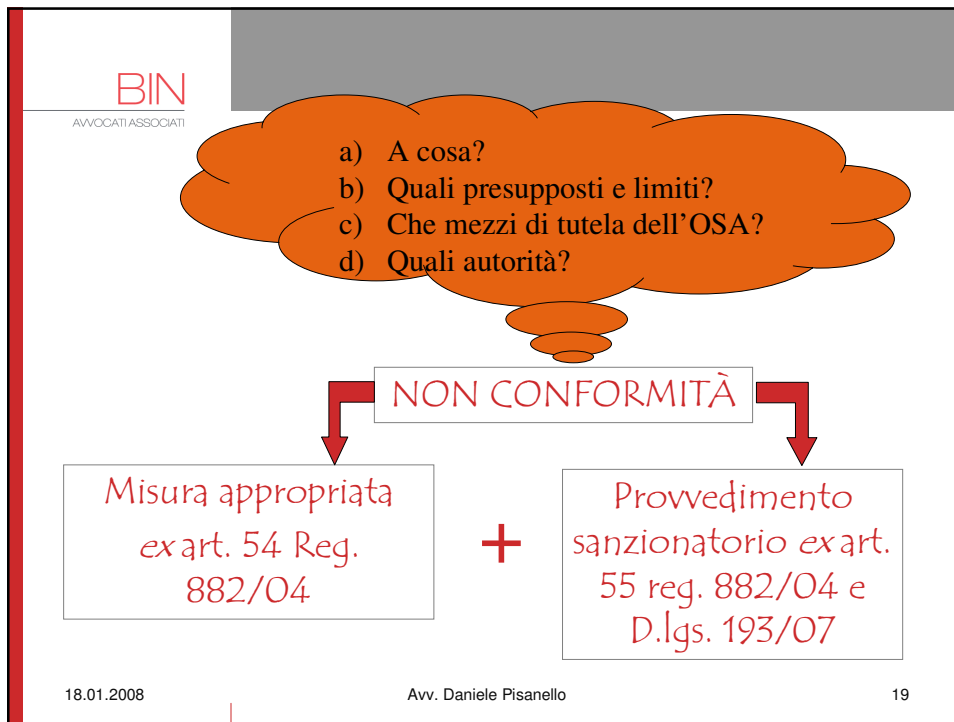 BIN
AVVOCATI ASSOCIATI
a) A cosa?
b) Quali presupposti e limiti?
c) Che mezzi di tutela dell'OSA?
d) Quali autorità?
NON CONFORMITÀ
Misura appropriata
ex art. 54 Reg.
882/04
+
Provvedimento
sanzionatorio ex art.
55 reg. 882/04 e
D.lgs. 193/07
18.01.2008
Avv. Daniele Pisanello
19